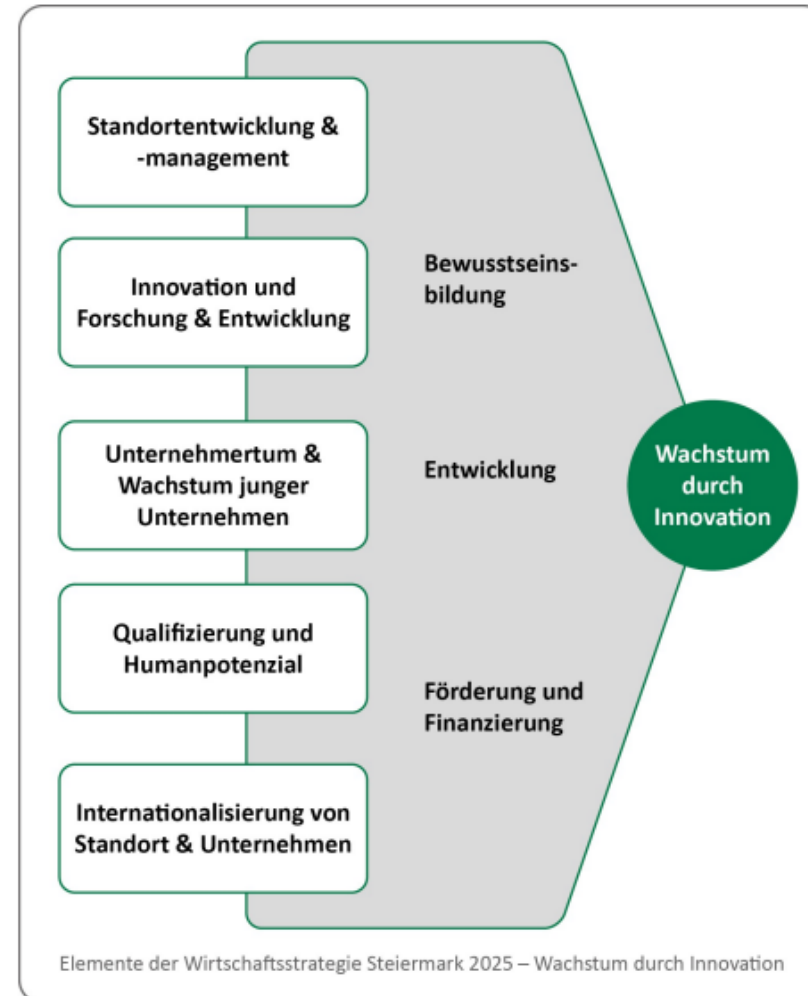 Standortentwicklung &
-management
Innovation und
Forschung & Entwicklung
Unternehmertum &
Wachstum junger
Unternehmen
Qualifizierung und
Humanpotenzial
Internationalisierung von
Standort & Unternehmen
Bewusstseins-
bildung
Entwicklung
Förderung und
Finanzierung
Wachstum
durch
Innovation
Elemente der Wirtschaftsstrategie Steiermark 2025 – Wachstum durch Innovation